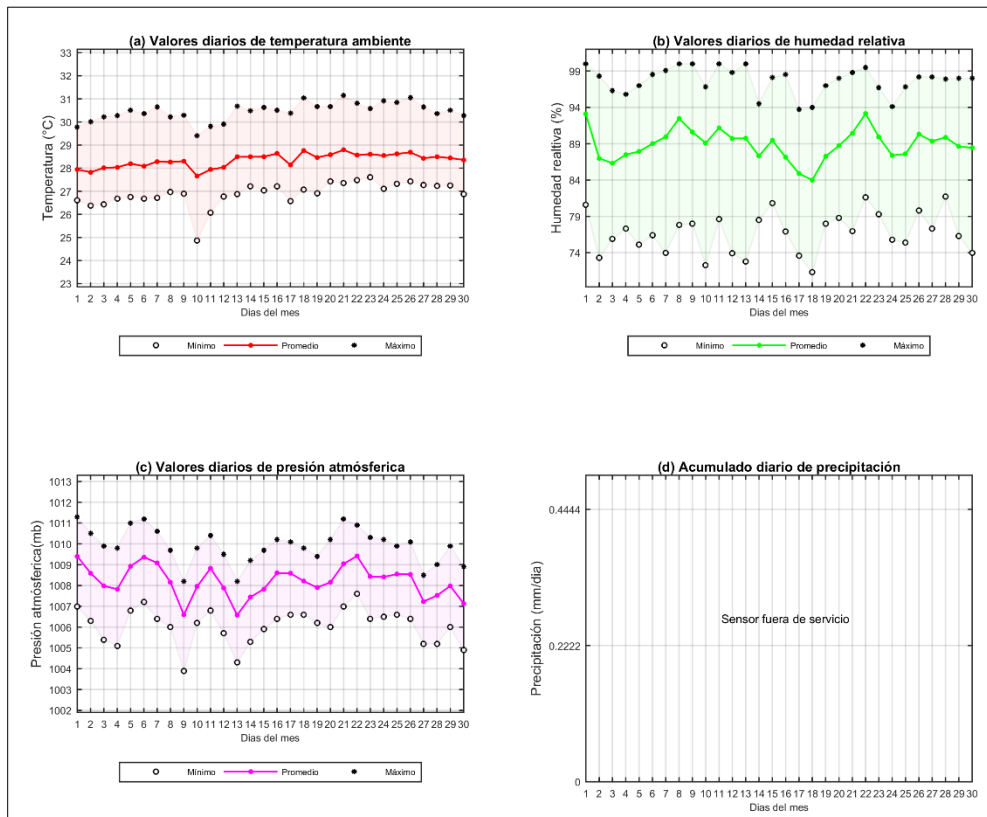 (a) Valores diarios de temperatura ambiente
33
32
31
30
29
28
27
26
25
24
23
Temperatura (°C)
1 2 3 4 5 6 7 8 9 10 11 12 13 14 15 16 17 18 19 20 21 22 23 24 25 26 27 28 29 30
Dias del mes
Mínimo Promedio Máximo
(b) Valores diarios de humedad relativa
99
94
89
84
79
74
Humedad realtiva (%)
1 2 3 4 5 6 7 8 9 10 11 12 13 14 15 16 17 18 19 20 21 22 23 24 25 26 27 28 29 30
Dias del mes
Mínimo Promedio Máximo
(c) Valores diarios de presión atmósferica
1013
1012
1011
1010
1009
1008
1007
1006
1005
1004
1003
1002
Presión atmósferica(mb)
1 2 3 4 5 6 7 8 9 10 11 12 13 14 15 16 17 18 19 20 21 22 23 24 25 26 27 28 29 30
Dias del mes
Mínimo Promedio Máximo
(d) Acumulado diario de precipitación
0.4444
0.2222
0
Precipitación (mm/día)
Sensor fuera de servicio
1 2 3 4 5 6 7 8 9 10 11 12 13 14 15 16 17 18 19 20 21 22 23 24 25 26 27 28 29 30
Dias del mes